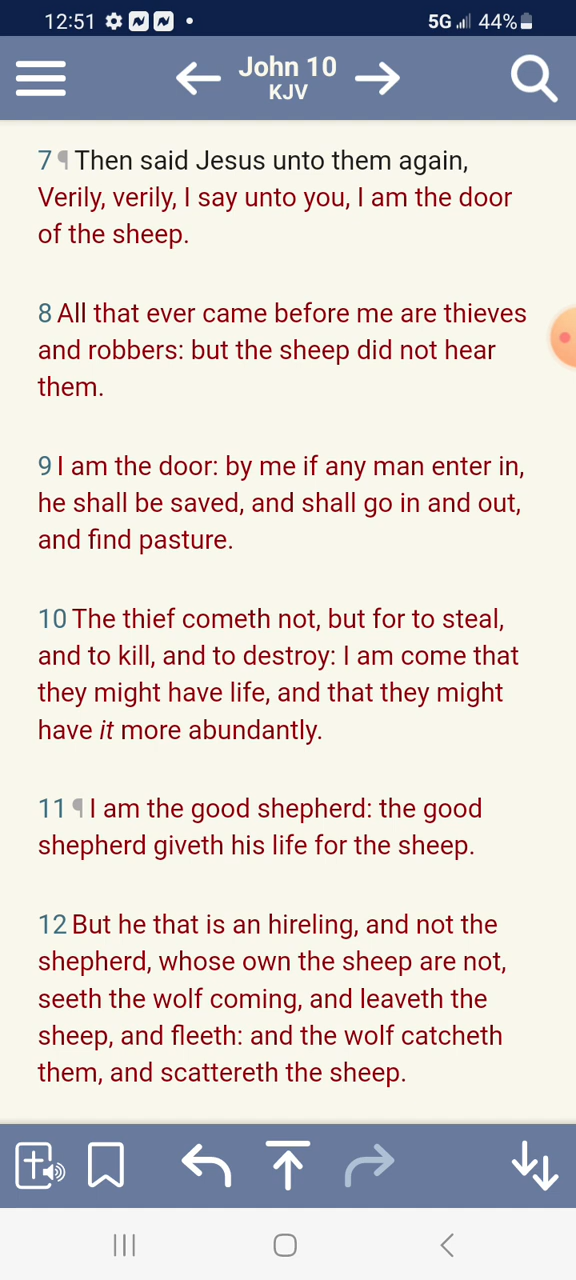 12:51
5G 44%
John 10
KJV
7 ¶ Then said Jesus unto them again,
Verily, verily, I say unto you, I am the door
of the sheep.
8 All that ever came before me are thieves
and robbers: but the sheep did not hear
them.
9 I am the door: by me if any man enter in,
he shall be saved, and shall go in and out,
and find pasture.
10 The thief cometh not, but for to steal,
and to kill, and to destroy: I am come that
they might have life, and that they might
have it more abundantly.
11 ¶ I am the good shepherd: the good
shepherd giveth his life for the sheep.
12 But he that is an hireling, and not the
shepherd, whose own the sheep are not,
seeth the wolf coming, and leaveth the
sheep, and fleeth: and the wolf catcheth
them, and scattereth the sheep.